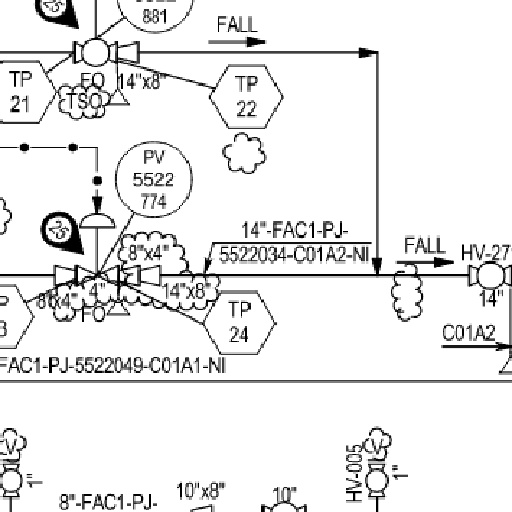 881
FALL
FO
14"x8"
TP
21
TSO
TP
22
PV
5522
774
25
14"-FAC1-PJ-
5522034-C01A2-NI
8"x4"
FALL
HV-27
8"x4"
4"
14"x8"
14"
FO
TP
24
3
C01A2
FAC1-PJ-5522049-C01A1-NI
HV-005
1"
1"
8"-FAC1-PJ-
10"x8"
10"